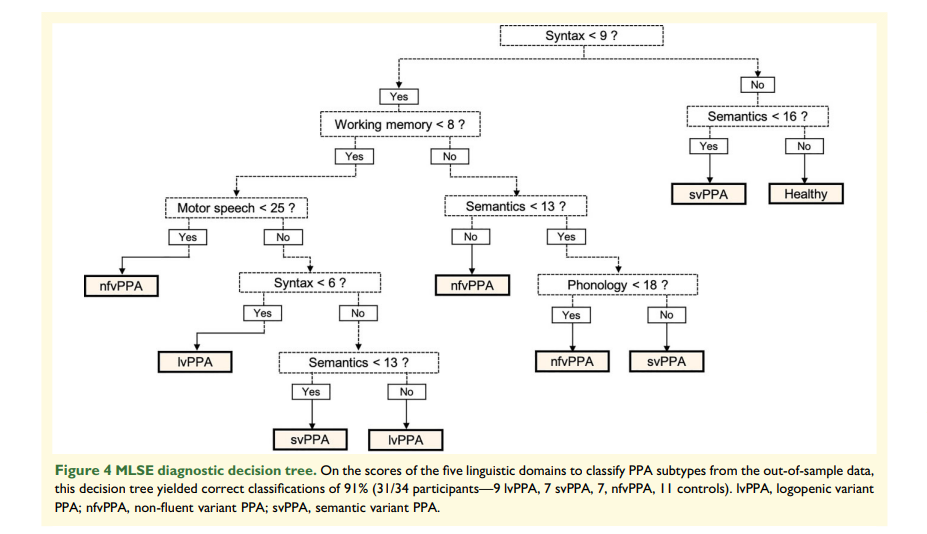 Syntax < 9 ?
Yes
No
Working memory < 8 ?
Semantics < 16 ?
Yes
No
Yes
No
svPPA
Healthy
Motor speech < 25 ?
Semantics < 13 ?
Yes
No
No
Yes
nfvPPA
Syntax < 6 ?
nfvPPA
Phonology < 18 ?
Yes
No
Yes
No
lvPPA
Semantics < 13 ?
nfvPPA
svPPA
Yes
No
svPPA
lvPPA
Figure 4 MLSE diagnostic decision tree. On the scores of the five linguistic domains to classify PPA subtypes from the out-of-sample data,
this decision tree yielded correct classifications of 91% (31/34 participants—9 lvPPA, 7 svPPA, 7, nfvPPA, 11 controls). lvPPA, logopenic variant
PPA; nfvPPA, non-fluent variant PPA; svPPA, semantic variant PPA.